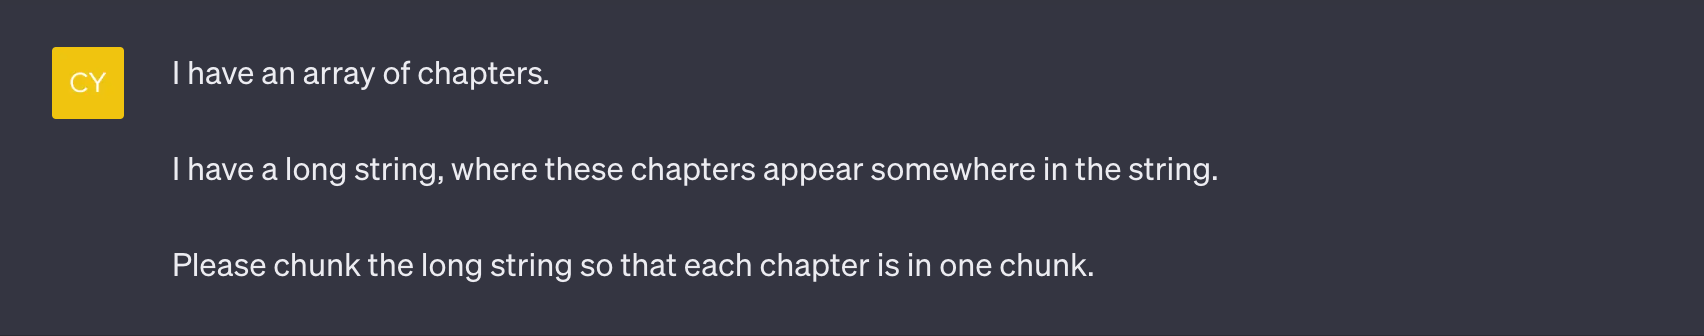 CY
I have an array of chapters.
I have a long string, where these chapters appear somewhere in the string.
Please chunk the long string so that each chapter is in one chunk.